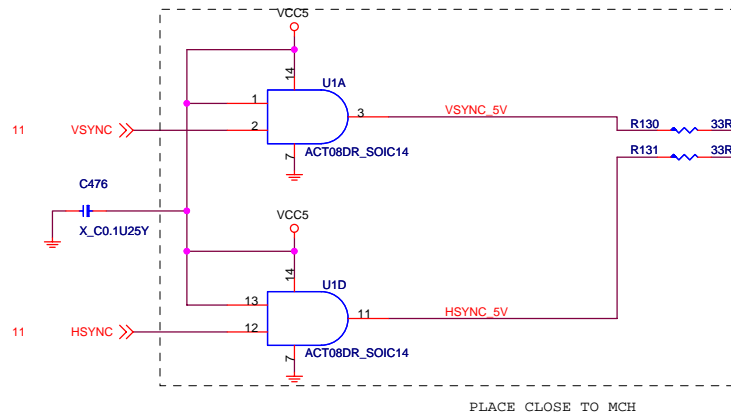 VCC5
14
U1A
1
3
VSYNC_5V
R130
33R
11
VSYNC
2
R131
33R
7
ACT08DR_SOIC14
C476
VCC5
X_C0.1U25Y
14
U1D
13
11
HSYNC_5V
11
HSYNC
12
7
ACT08DR_SOIC14
PLACE CLOSE TO MCH